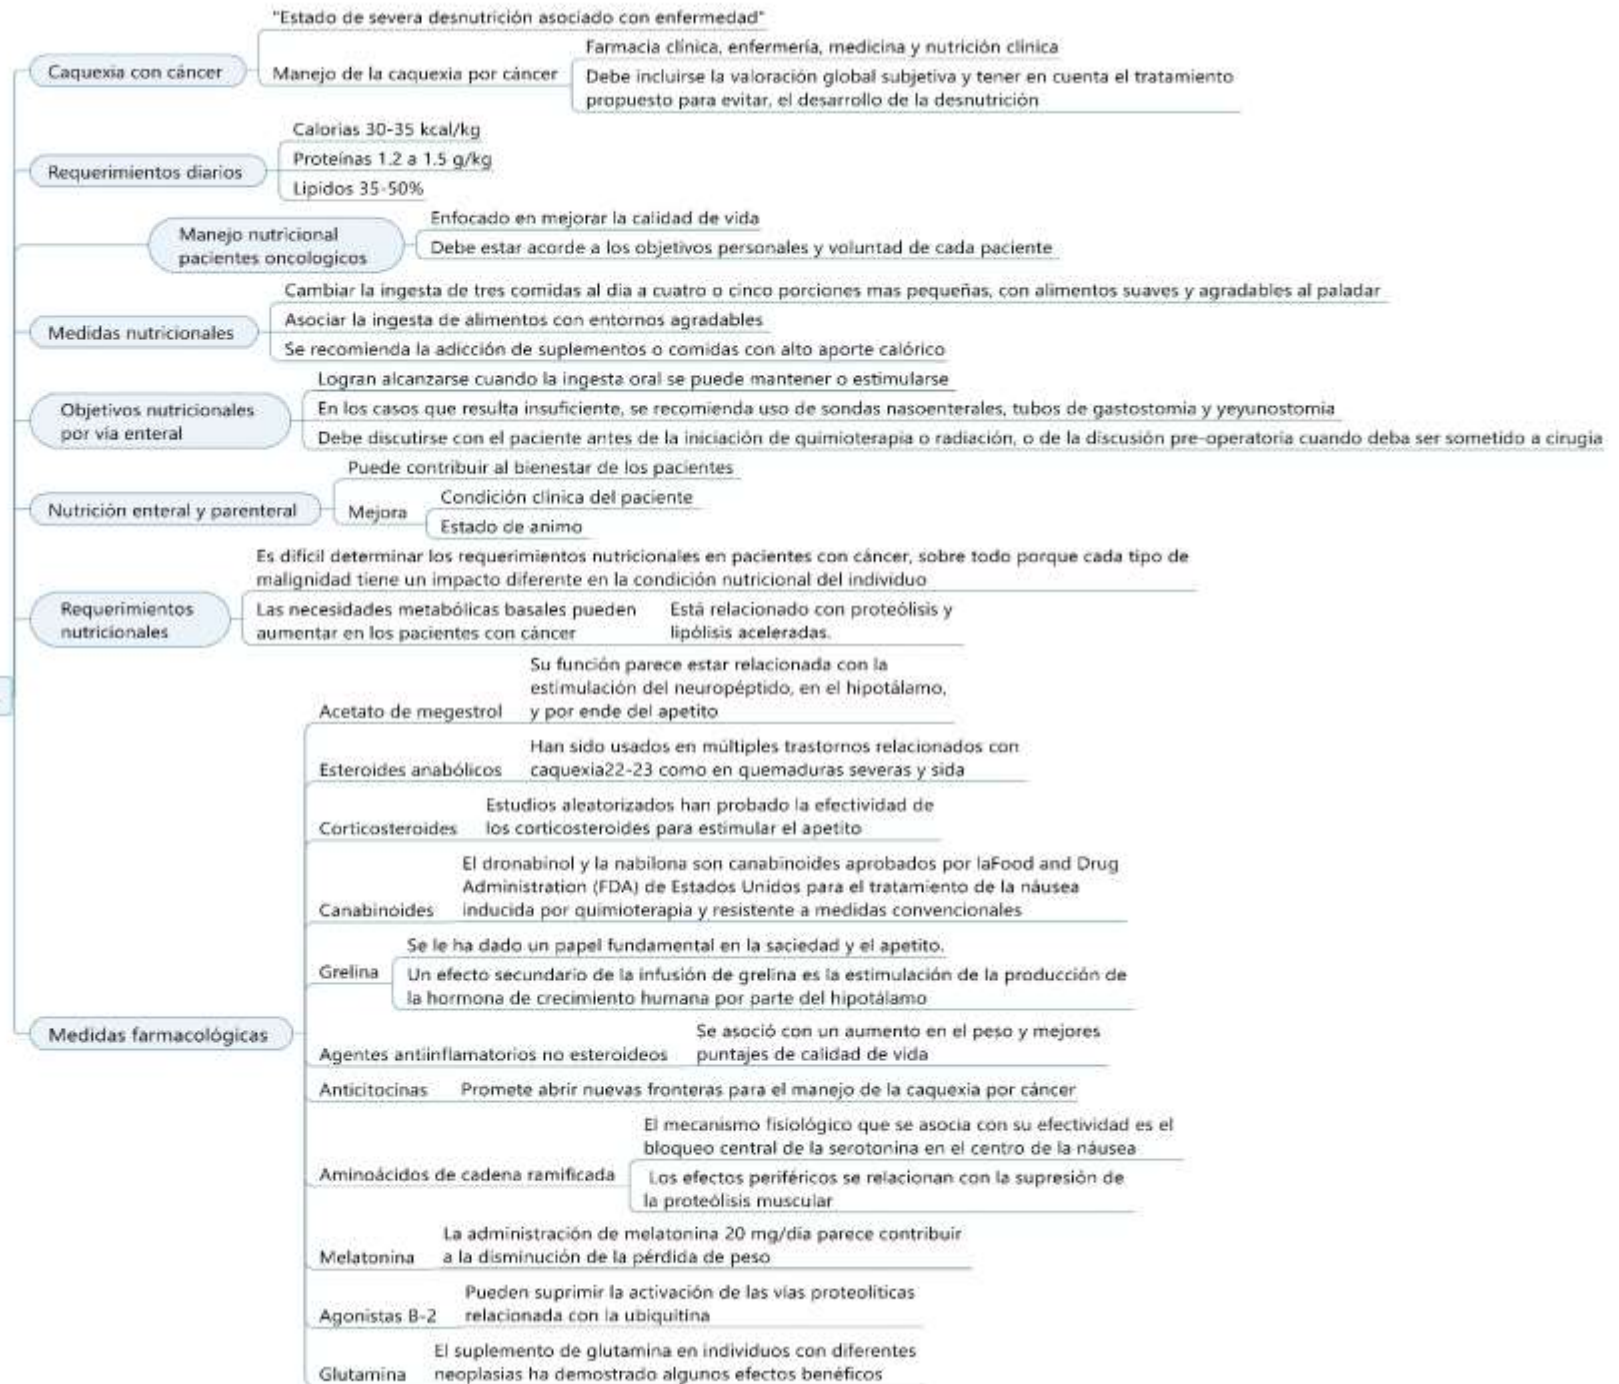 "Estado de severa desnutrición asociado con enfermedad"
Caquexia con cáncer
Manejo de la caquexia por cáncer
Farmacia clínica, enfermería, medicina y nutrición clínica
Debe incluirse la valoración global subjetiva y tener en cuenta el tratamiento
propuesto para evitar, el desarrollo de la desnutrición
Requerimientos diarios
Calorias 30-35 kcal/kg
Proteínas 1.2 a 1.5 g/kg
Lipidos 35-50%
Manejo nutricional
pacientes oncologicos
Enfocado en mejorar la calidad de vida
Debe estar acorde a los objetivos personales y voluntad de cada paciente
Medidas nutricionales
Cambiar la ingesta de tres comidas al dia a cuatro o cinco porciones mas pequeñas, con alimentos suaves y agradables al paladar
Asociar la ingesta de alimentos con entornos agradables
Se recomienda la adicción de suplementos o comidas con alto aporte calórico
Objetivos nutricionales
por vía enteral
Logran alcanzarse cuando la ingesta oral se puede mantener o estimularse
En los casos que resulta insuficiente, se recomienda uso de sondas nasoenterales, tubos de gastostomia y yeyunostomia
Debe discutirse con el paciente antes de la iniciación de quimioterapia o radiación, o de la discusión pre-operatoria cuando deba ser sometido a cirugia
Nutrición enteral y parenteral
Puede contribuir al bienestar de los pacientes
Mejora
Condición clínica del paciente
Estado de animo
Requerimientos
nutricionales
Es difícil determinar los requerimientos nutricionales en pacientes con cáncer, sobre todo porque cada tipo de
malignidad tiene un impacto diferente en la condición nutricional del individuo
Las necesidades metabólicas basales pueden
aumentar en los pacientes con cáncer
Está relacionado con proteólisis y
lipólisis aceleradas.
Medidas farmacológicas
Acetato de megestrol
Su función parece estar relacionada con la
estimulación del neuropéptido, en el hipotálamo,
y por ende del apetito
Esteroides anabólicos
Han sido usados en múltiples trastornos relacionados con
caquexia22-23 como en quemaduras severas y sida
Corticosteroides
Estudios aleatorizados han probado la efectividad de
los corticosteroides para estimular el apetito
Canabinoides
El dronabinol y la nabilona son canabinoides aprobados por laFood and Drug
Administration (FDA) de Estados Unidos para el tratamiento de la náusea
inducida por quimioterapia y resistente a medidas convencionales
Grelina
Se le ha dado un papel fundamental en la saciedad y el apetito.
Un efecto secundario de la infusión de grelina es la estimulación de la producción de
la hormona de crecimiento humana por parte del hipotálamo
Agentes antiinflamatorios no esteroideos
Se asoció con un aumento en el peso y mejores
puntajes de calidad de vida
Anticitocinas
Promete abrir nuevas fronteras para el manejo de la caquexia por cáncer
Aminoácidos de cadena ramificada
El mecanismo fisiológico que se asocia con su efectividad es el
bloqueo central de la serotonina en el centro de la náusea
Los efectos periféricos se relacionan con la supresión de
la proteólisis muscular
Melatonina
La administración de melatonina 20 mg/día parece contribuir
a la disminución de la pérdida de peso
Agonistas B-2
Pueden suprimir la activación de las vías proteolíticas
relacionada con la ubiquitina
Glutamina
El suplemento de glutamina en individuos con diferentes
neoplasias ha demostrado algunos efectos benéficos